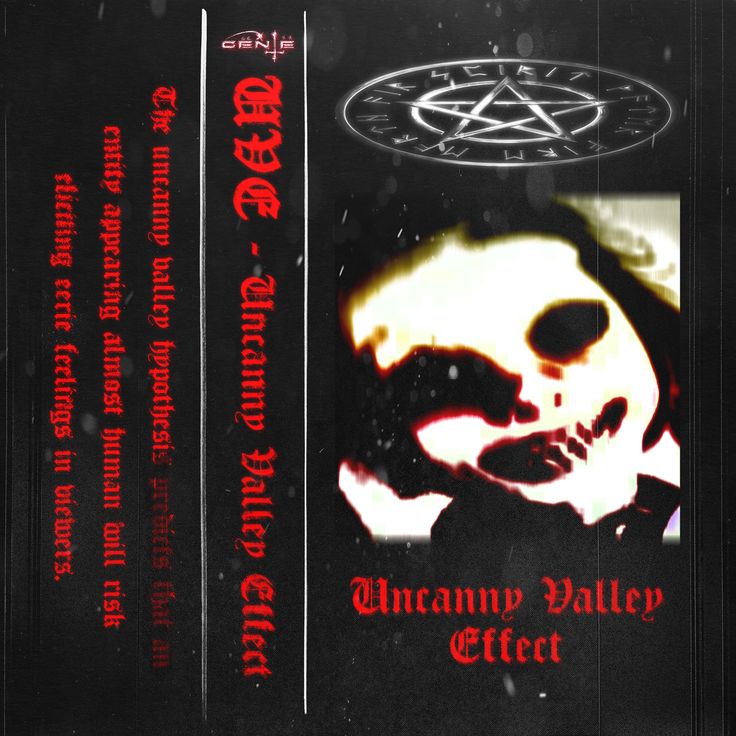 The uncanny valley hypothesis predicts that an
entity appearing almost human will risk
eliciting eerie feelings in viewers.
UVE - Uncanny Valley Effect
Uncanny Valley
Effect